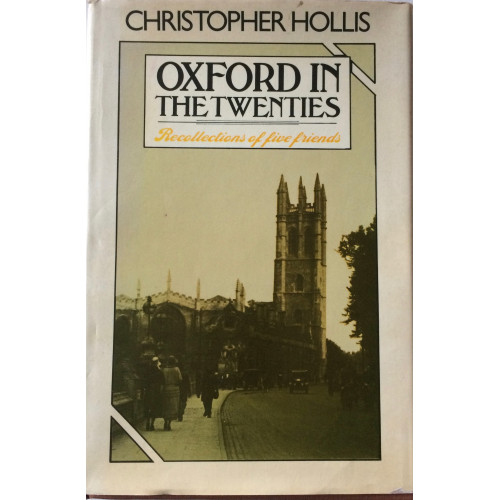 CHRISTOPHER HOLLIS
OXFORD IN
THE TWENTIES
Recollections of five friends